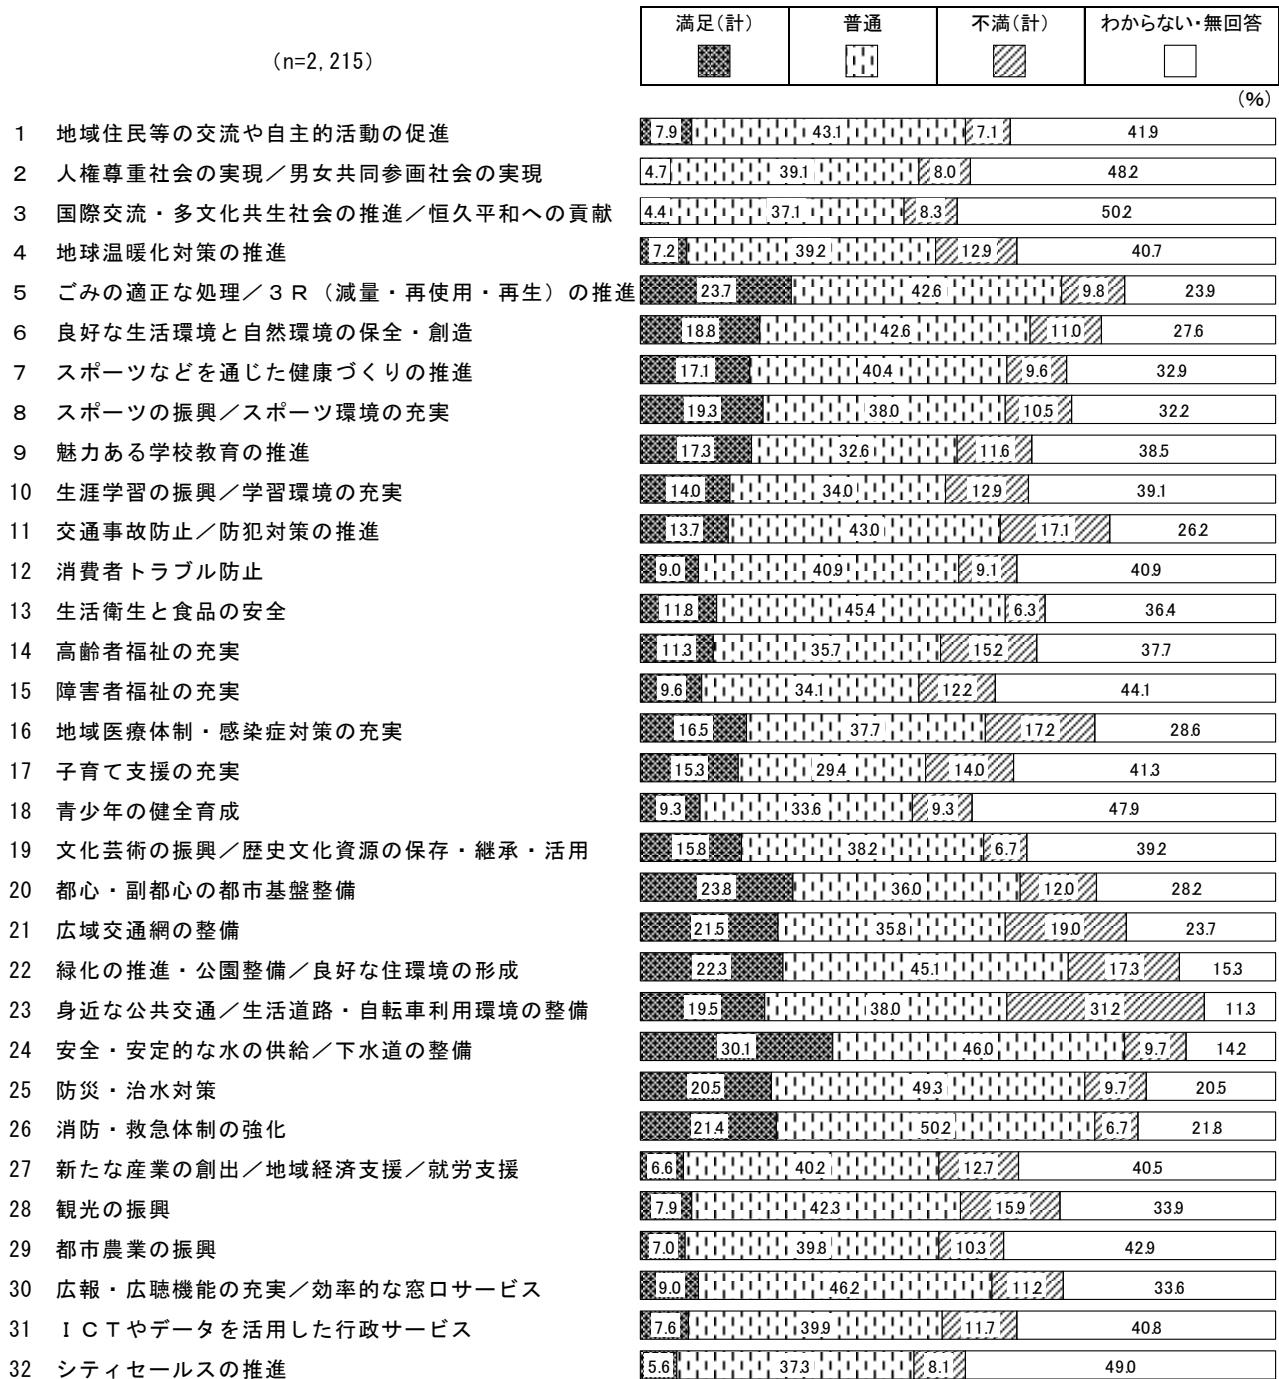 満足(計) 普通 不満(計) わからない・無回答
(n=2,215)
(%)
1 地域住民等の交流や自主的活動の促進 7.9 43.1 7.1 41.9
2 人権尊重社会の実現／男女共同参画社会の実現 4.7 39.1 8.0 48.2
3 国際交流・多文化共生社会の推進／恒久平和への貢献 4.4 37.1 8.3 50.2
4 地球温暖化対策の推進 7.2 39.2 12.9 40.7
5 ごみの適正な処理／３Ｒ（減量・再使用・再生）の推進 23.7 42.6 9.8 23.9
6 良好な生活環境と自然環境の保全・創造 18.8 42.6 11.0 27.6
7 スポーツなどを通じた健康づくりの推進 17.1 40.4 9.6 32.9
8 スポーツの振興／スポーツ環境の充実 19.3 38.0 10.5 32.2
9 魅力ある学校教育の推進 17.3 32.6 11.6 38.5
10 生涯学習の振興／学習環境の充実 14.0 34.0 12.9 39.1
11 交通事故防止／防犯対策の推進 13.7 43.0 17.1 26.2
12 消費者トラブル防止 9.0 40.9 9.1 40.9
13 生活衛生と食品の安全 11.8 45.4 6.3 36.4
14 高齢者福祉の充実 11.3 35.7 15.2 37.7
15 障害者福祉の充実 9.6 34.1 12.2 44.1
16 地域医療体制・感染症対策の充実 16.5 37.7 17.2 28.6
17 子育て支援の充実 15.3 29.4 14.0 41.3
18 青少年の健全育成 9.3 33.6 9.3 47.9
19 文化芸術の振興／歴史文化資源の保存・継承・活用 15.8 38.2 6.7 39.2
20 都心・副都心の都市基盤整備 23.8 36.0 12.0 28.2
21 広域交通網の整備 21.5 35.8 19.0 23.7
22 緑化の推進・公園整備／良好な住環境の形成 22.3 45.1 17.3 15.3
23 身近な公共交通／生活道路・自転車利用環境の整備 19.5 38.0 31.2 11.3
24 安全・安定的な水の供給／下水道の整備 30.1 46.0 9.7 14.2
25 防災・治水対策 20.5 49.3 9.7 20.5
26 消防・救急体制の強化 21.4 50.2 6.7 21.8
27 新たな産業の創出／地域経済支援／就労支援 6.6 40.2 12.7 40.5
28 観光の振興 7.9 42.3 15.9 33.9
29 都市農業の振興 7.0 39.8 10.3 42.9
30 広報・広聴機能の充実／効率的な窓口サービス 9.0 46.2 11.2 33.6
31 ＩＣＴやデータを活用した行政サービス 7.6 39.9 11.7 40.8
32 シティセールスの推進 5.6 37.3 8.1 49.0